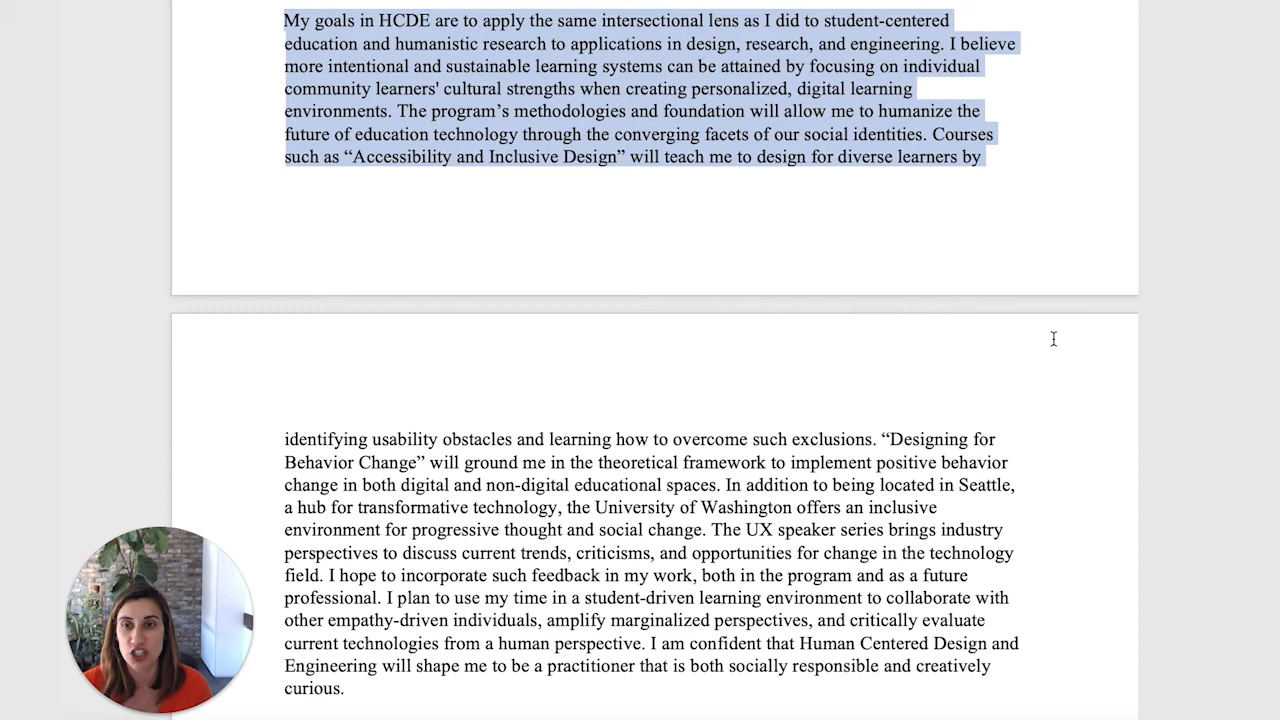 My goals in HCDE are to apply the same intersectional lens as I did to student-centered
education and humanistic research to applications in design, research, and engineering. I believe
more intentional and sustainable learning systems can be attained by focusing on individual
community learners' cultural strengths when creating personalized, digital learning
environments. The program’s methodologies and foundation will allow me to humanize the
future of education technology through the converging facets of our social identities. Courses
such as “Accessibility and Inclusive Design” will teach me to design for diverse learners by
identifying usability obstacles and learning how to overcome such exclusions. “Designing for
Behavior Change” will ground me in the theoretical framework to implement positive behavior
change in both digital and non-digital educational spaces. In addition to being located in Seattle,
a hub for transformative technology, the University of Washington offers an inclusive
environment for progressive thought and social change. The UX speaker series brings industry
perspectives to discuss current trends, criticisms, and opportunities for change in the technology
field. I hope to incorporate such feedback in my work, both in the program and as a future
professional. I plan to use my time in a student-driven learning environment to collaborate with
other empathy-driven individuals, amplify marginalized perspectives, and critically evaluate
current technologies from a human perspective. I am confident that Human Centered Design and
Engineering will shape me to be a practitioner that is both socially responsible and creatively
curious.